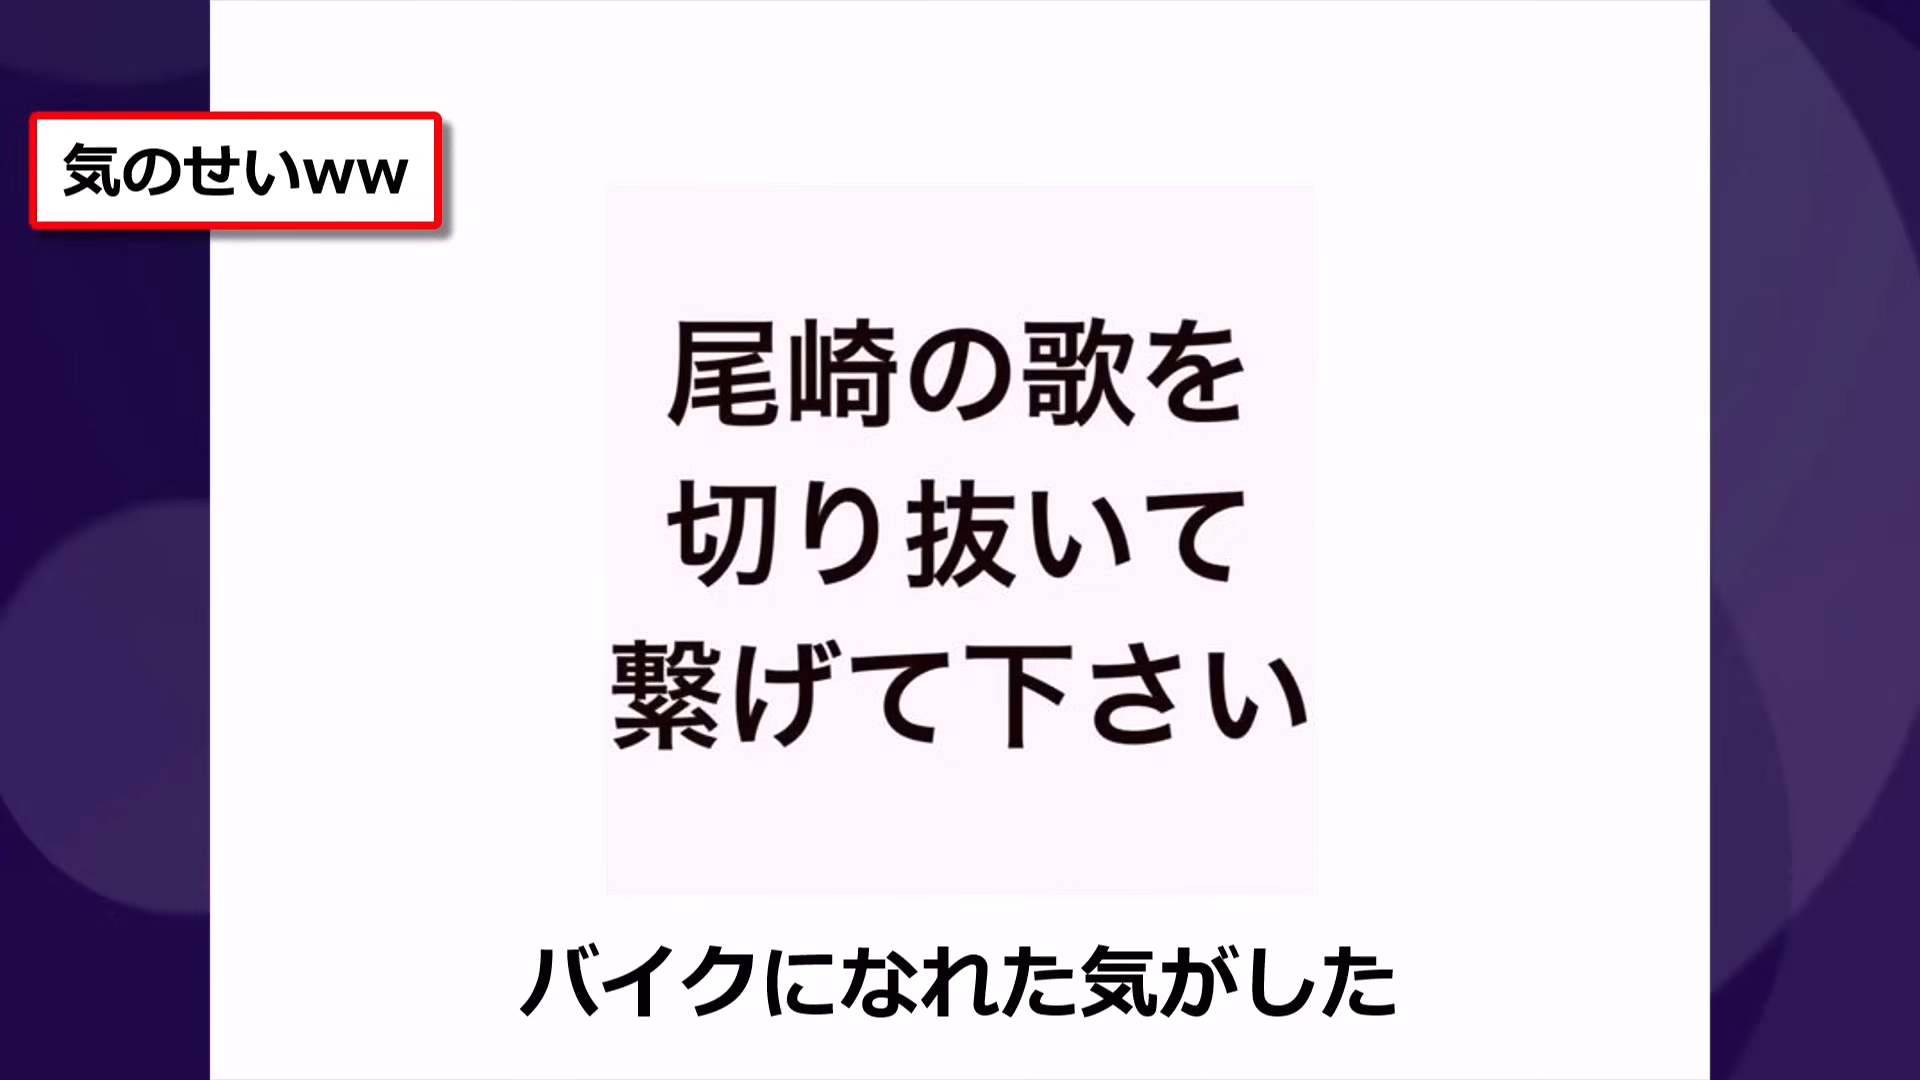 気のせいww
尾崎の歌を
切り抜いて
繋げて下さい
バイクになれた気がした